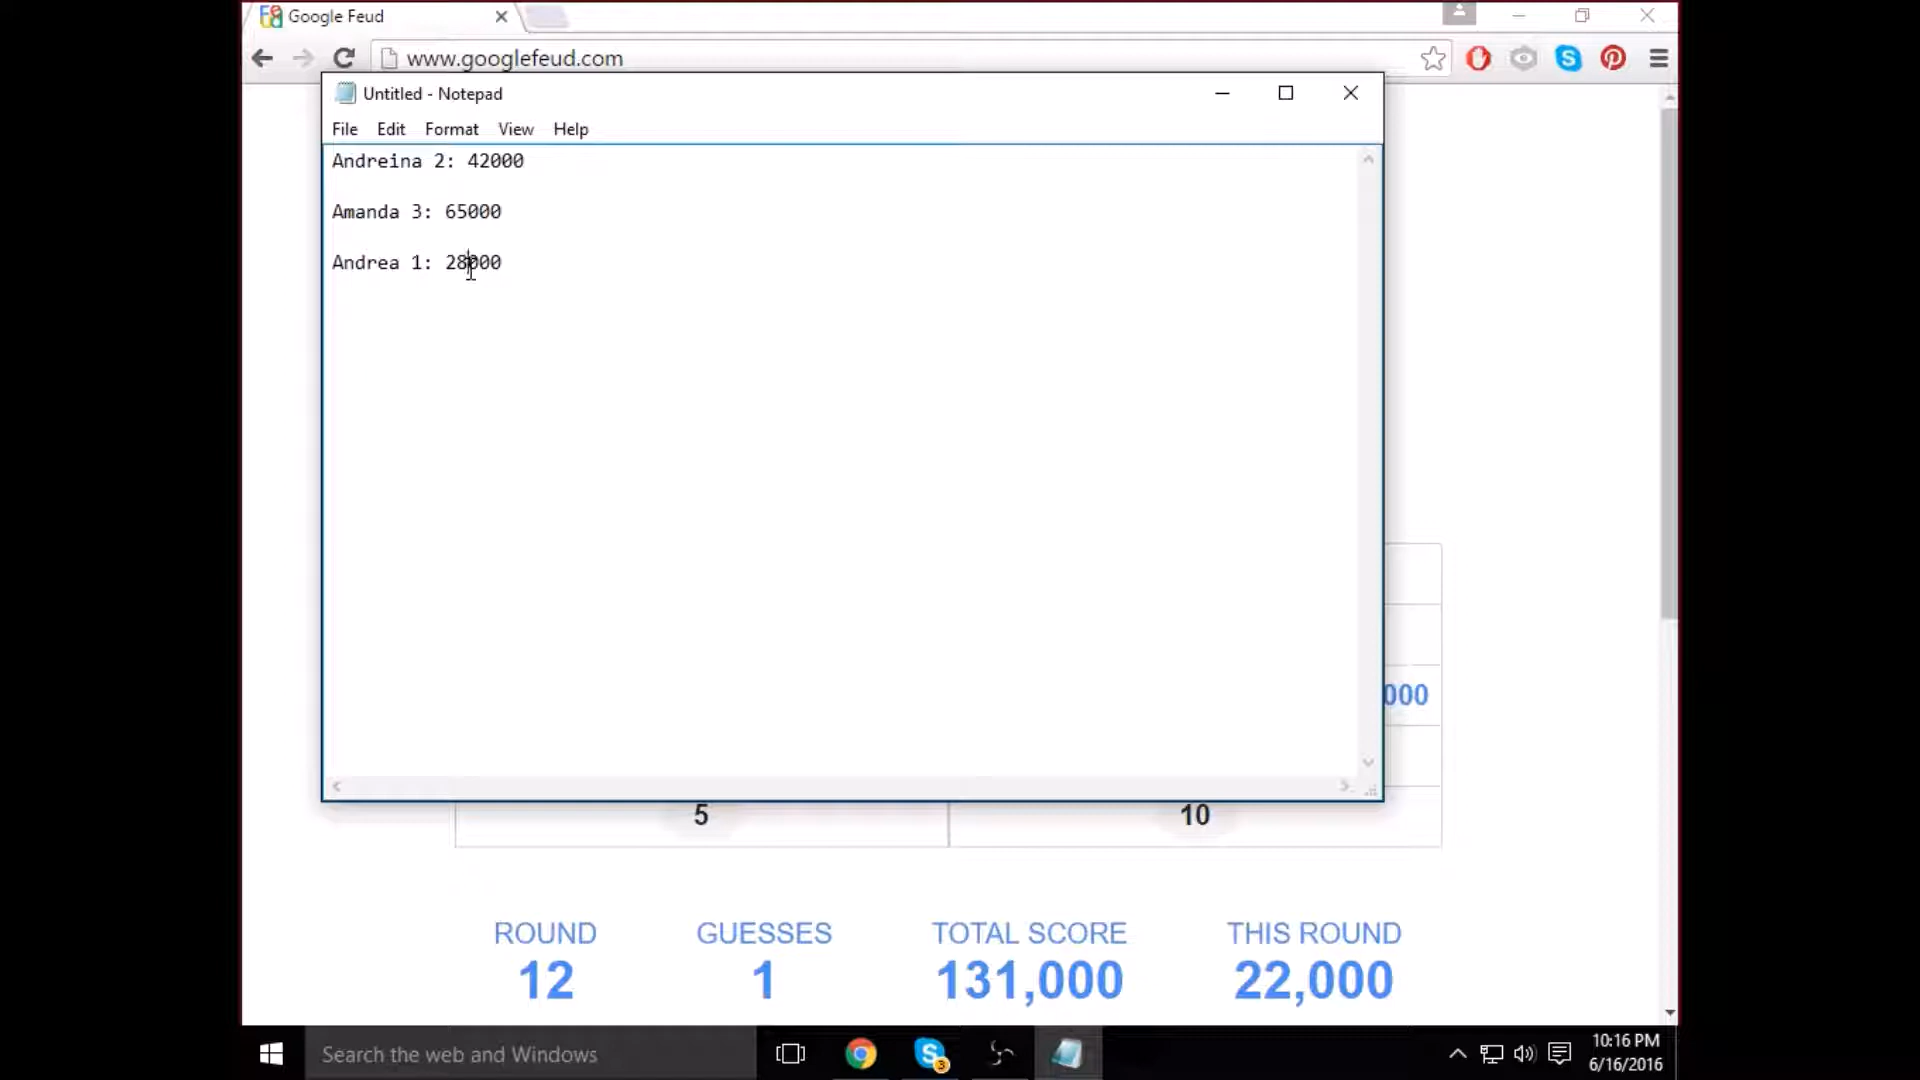 Google Feud
www.googlefeud.com
Untitled - Notepad
File Edit Format View Help
Andreina 2: 42000
Amanda 3: 65000
Andrea 1: 28000
000
5 10
ROUND GUESSES TOTAL SCORE THIS ROUND
12 1 131,000 22,000
Search the web and Windows
3
10:16 PM
6/16/2016